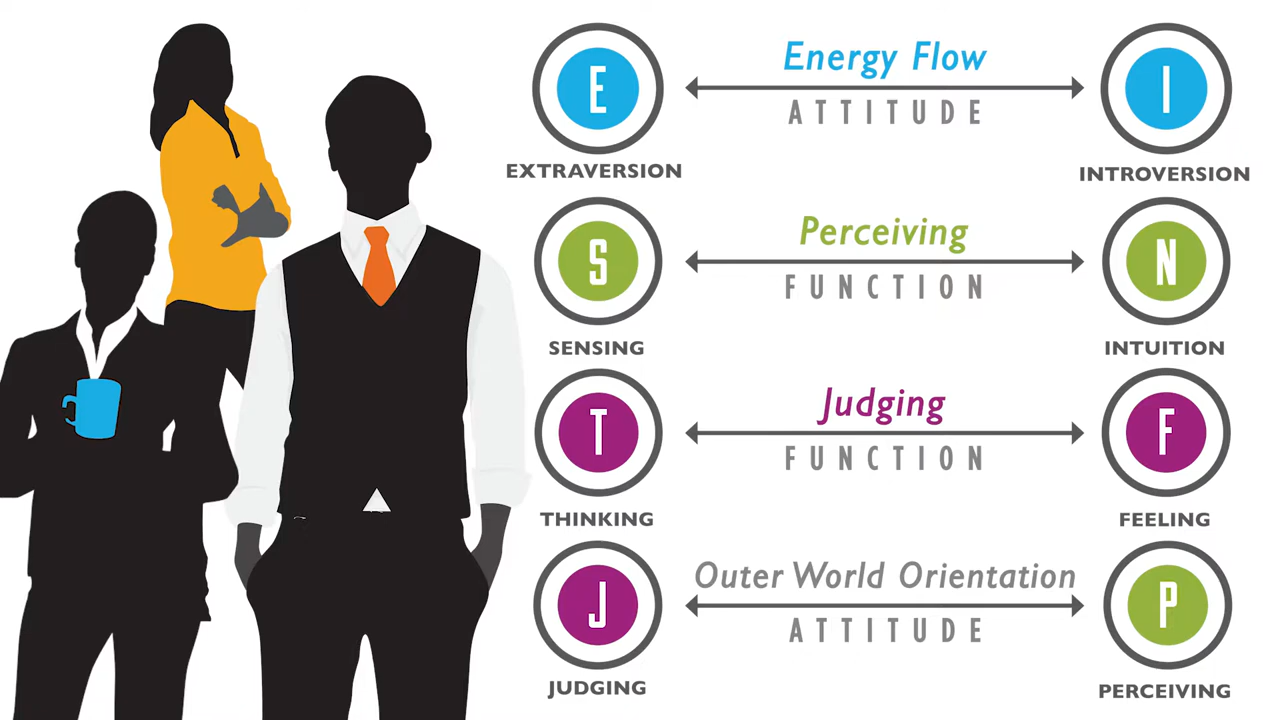 E
Energy Flow
I
ATTITUDE
EXTRAVERSION
INTROVERSION
S
Perceiving
N
FUNCTION
SENSING
INTUITION
T
Judging
F
FUNCTION
THINKING
FEELING
J
Outer World Orientation
P
ATTITUDE
JUDGING
PERCEIVING